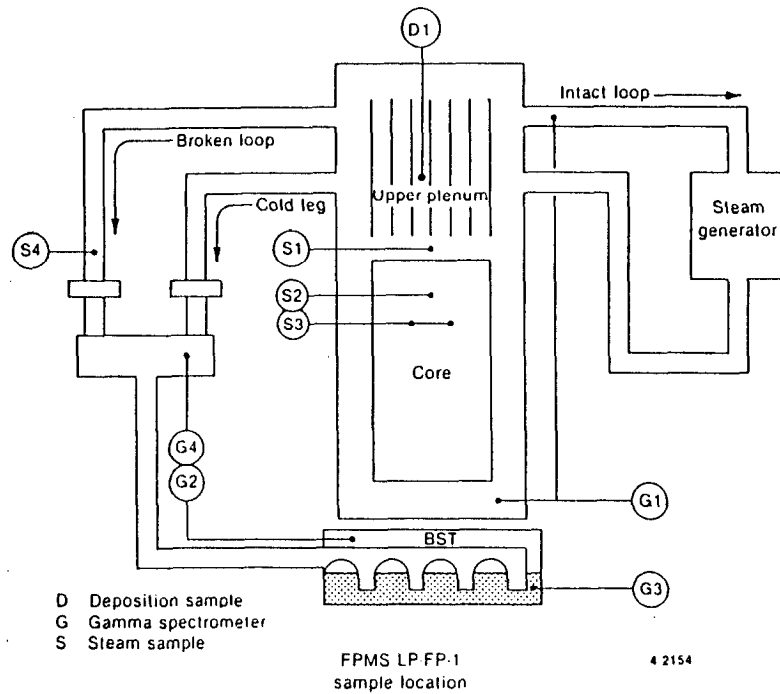 D1
Intact loop
Broken loop
Upper plenum
Cold leg
Steam
generator
S4
S1
S2
S3
Core
G4
G2
G1
BST
G3
D Deposition sample
G Gamma spectrometer
S Steam sample
FPMS LP-FP-1
sample location
4 2154